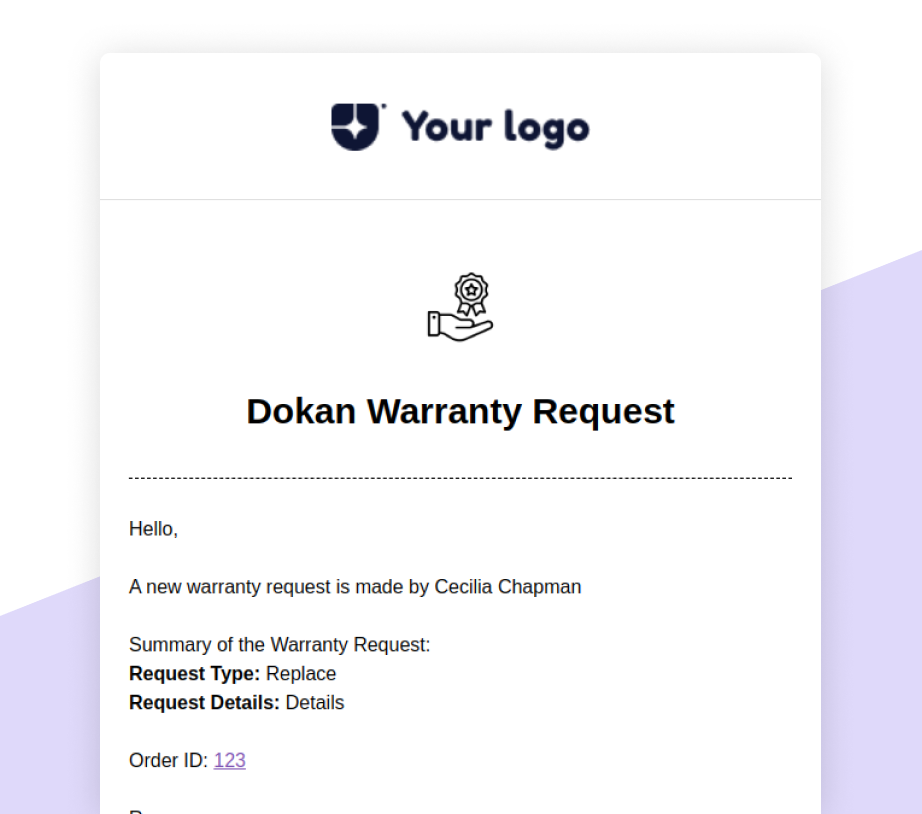 Your logo
Dokan Warranty Request
Hello,
A new warranty request is made by Cecilia Chapman
Summary of the Warranty Request:
Request Type: Replace
Request Details: Details
Order ID: 123